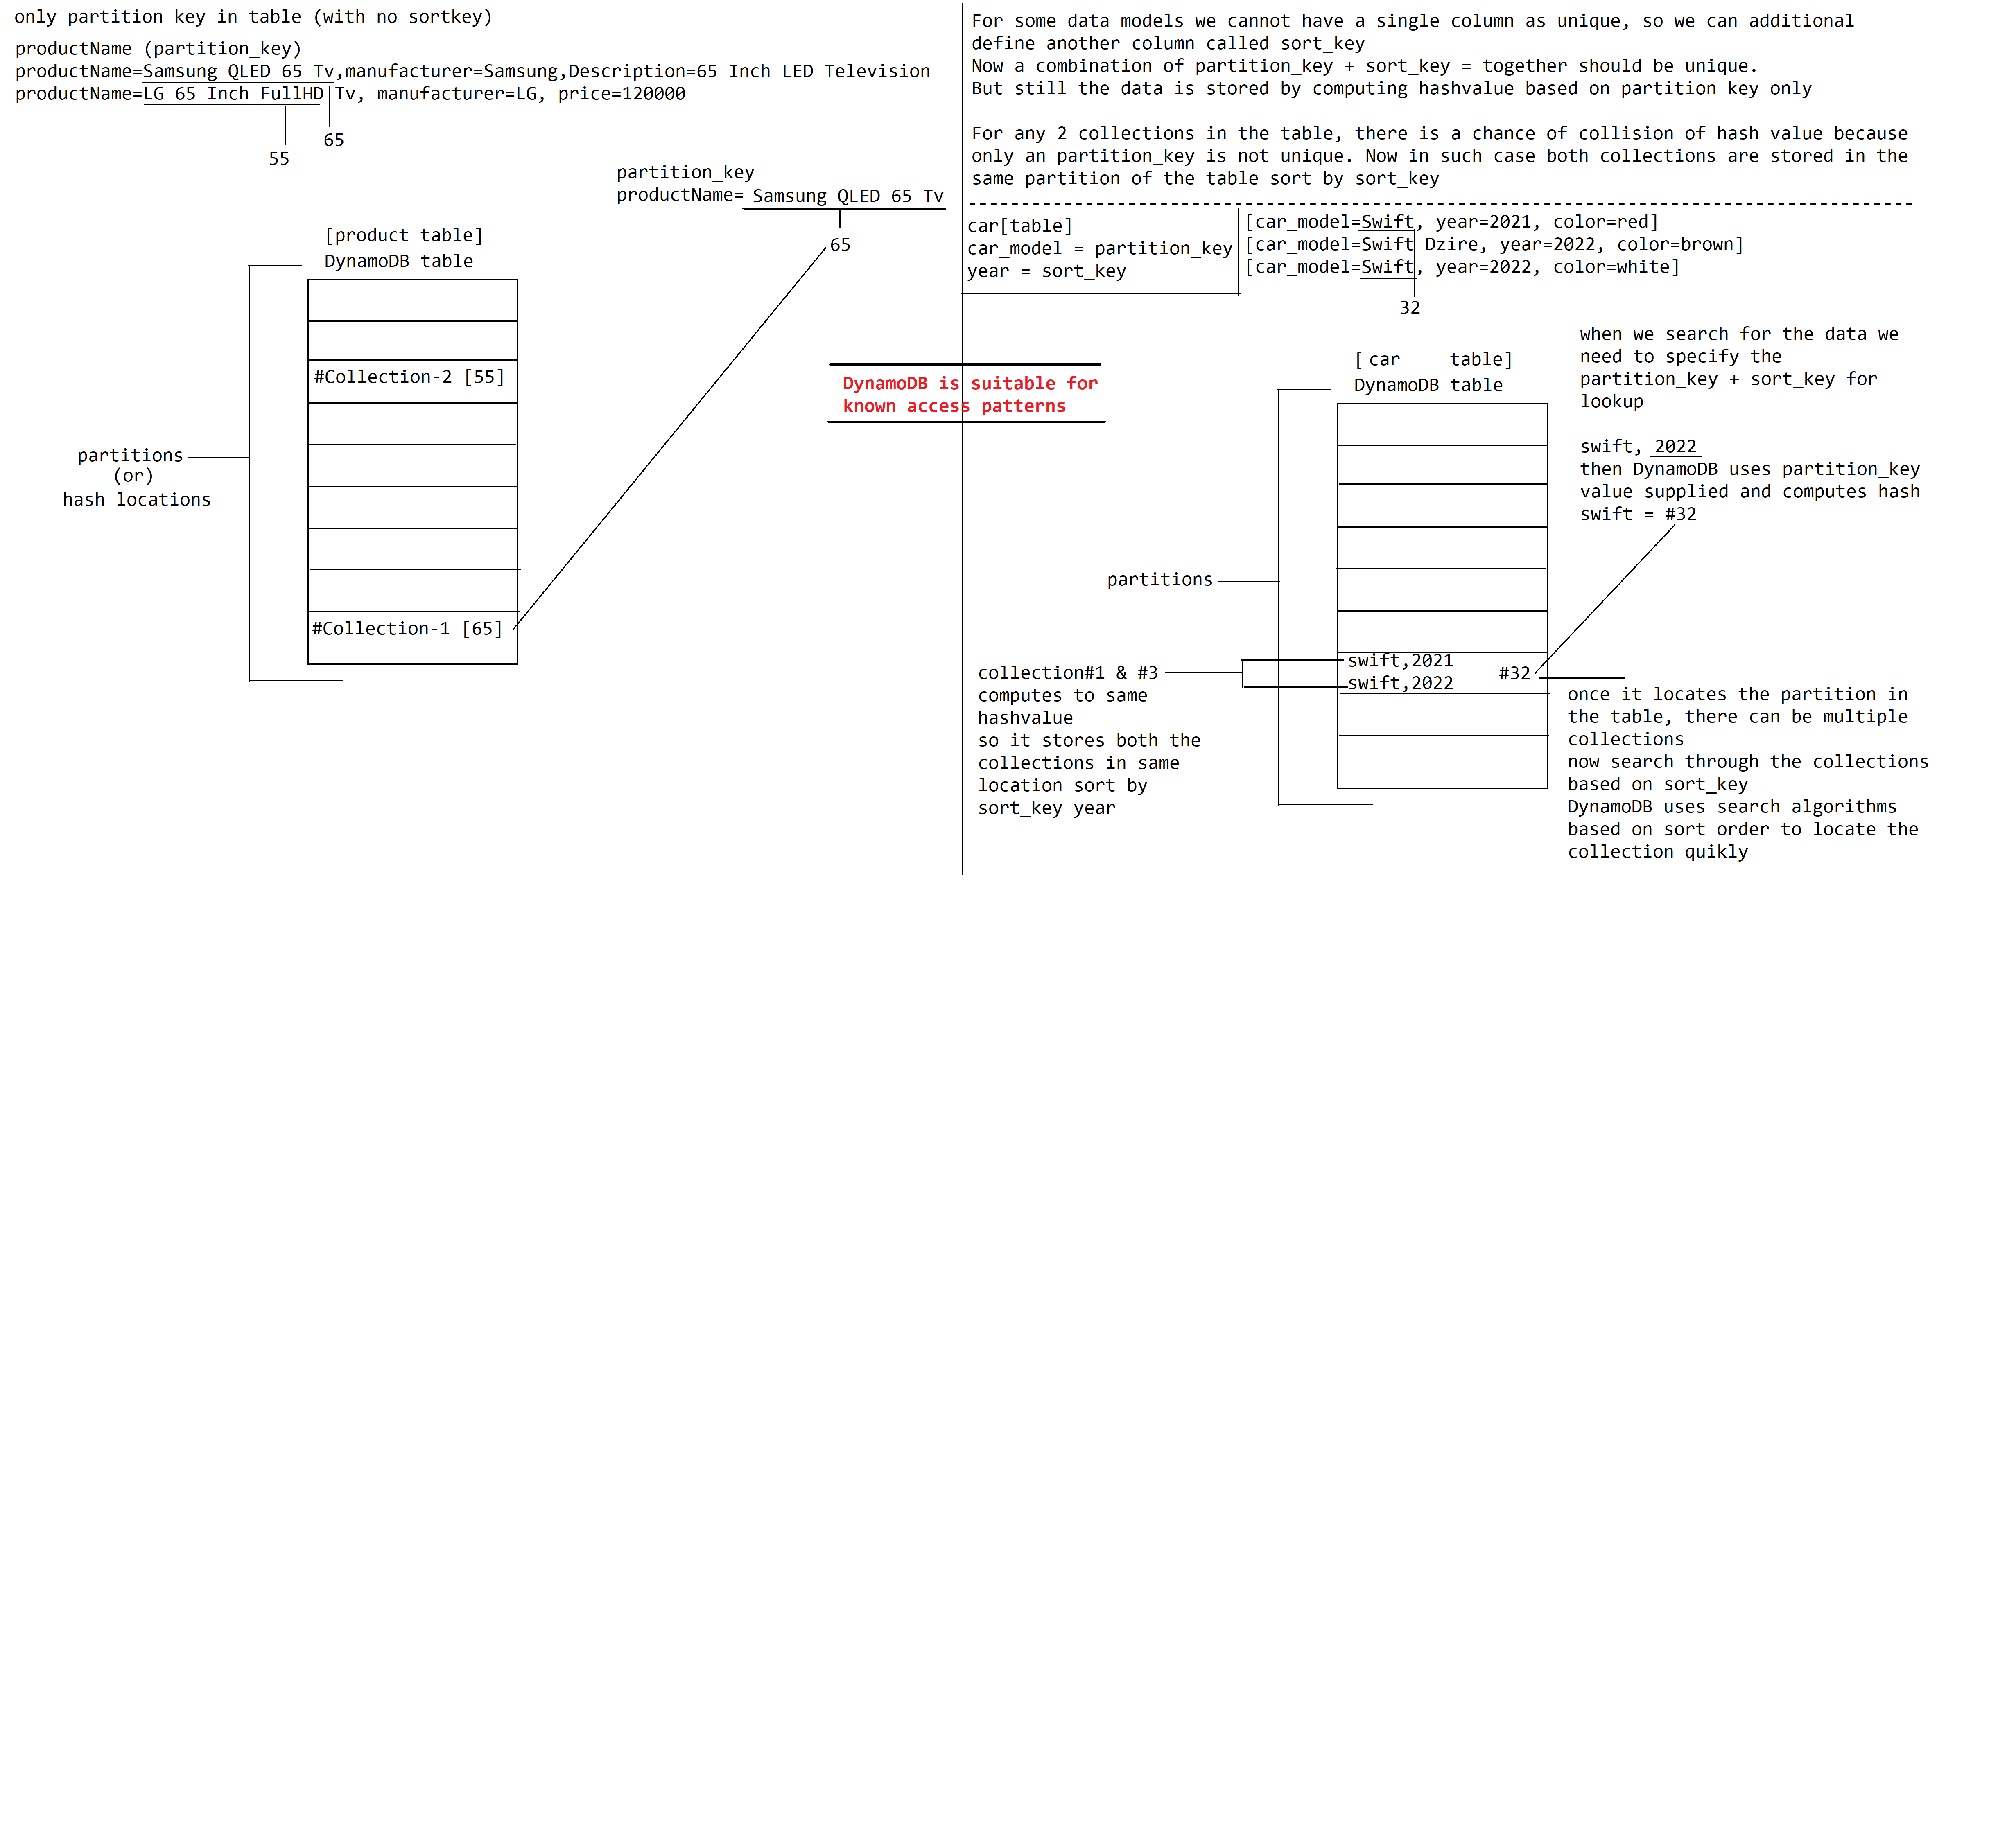 only partition key in table (with no sortkey)
productName (partition_key)
productName=Samsung QLED 65 Tv,manufacturer=Samsung,Description=65 Inch LED Television
productName=LG 65 Inch FullHD Tv, manufacturer=LG, price=120000
65
55
partition_key
productName= Samsung QLED 65 Tv
65
[product table]
DynamoDB table
#Collection-2 [55]
partitions
(or)
hash locations
#Collection-1 [65]
DynamoDB is suitable for
known access patterns
For some data models we cannot have a single column as unique, so we can additional
define another column called sort_key
Now a combination of partition_key + sort_key = together should be unique.
But still the data is stored by computing hashvalue based on partition key only
For any 2 collections in the table, there is a chance of collision of hash value because
only an partition_key is not unique. Now in such case both collections are stored in the
same partition of the table sort by sort_key
----------------------------------------------------------------------------------------
car[table]
car_model = partition_key
year = sort_key
[car_model=Swift, year=2021, color=red]
[car_model=Swift Dzire, year=2022, color=brown]
[car_model=Swift, year=2022, color=white]
32
[ car table]
DynamoDB table
when we search for the data we
need to specify the
partition_key + sort_key for
lookup
swift, 2022
then DynamoDB uses partition_key
value supplied and computes hash
swift = #32
partitions
swift,2021
swift,2022
#32
collection#1 & #3
computes to same
hashvalue
so it stores both the
collections in same
location sort by
sort_key year
once it locates the partition in
the table, there can be multiple
collections
now search through the collections
based on sort_key
DynamoDB uses search algorithms
based on sort order to locate the
collection quikly